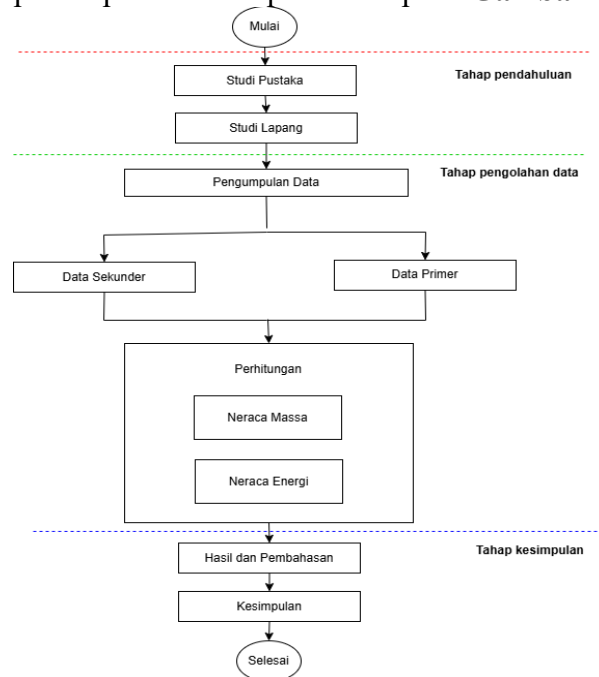 Mulai
Studi Pustaka
Tahap pendahuluan
Studi Lapang
Pengumpulan Data
Tahap pengolahan data
Data Sekunder
Data Primer
Perhitungan
Neraca Massa
Neraca Energi
Hasil dan Pembahasan
Tahap kesimpulan
Kesimpulan
Selesai